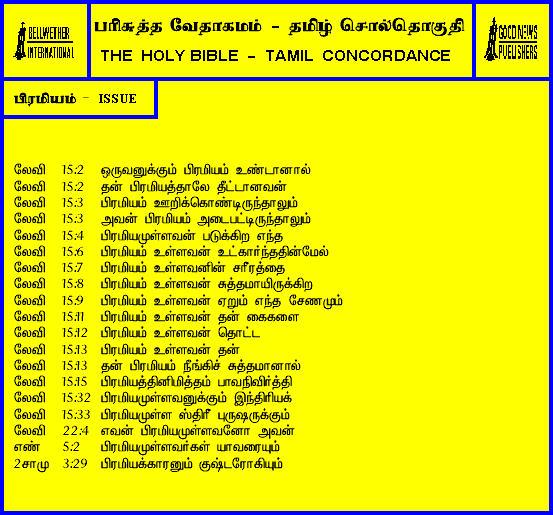 BELLWETHER
INTERNATIONAL
பரிசுத்த வேதாகமம் - தமிழ் சொல்தொகுதி
THE HOLY BIBLE - TAMIL CONCORDANCE
GOOD NEWS
PUBLISHERS
பிரமியம் - ISSUE
லேவி 15:2 ஒருவனுக்கும் பிரமியம் உண்டானால்
லேவி 15:2 தன் பிரமியத்தாலே தீட்டானவன்
லேவி 15:3 பிரமியம் ஊறிக்கொண்டிருந்தாலும்
லேவி 15:3 அவன் பிரமியம் அடைபட்டிருந்தாலும்
லேவி 15:4 பிரமியமுள்ளவன் படுக்கிற எந்த
லேவி 15:6 பிரமியம் உள்ளவன் உட்கார்ந்ததின்மேல்
லேவி 15:7 பிரமியம் உள்ளவனின் சரீரத்தை
லேவி 15:8 பிரமியம் உள்ளவன் சுத்தமாயிருக்கிற
லேவி 15:9 பிரமியம் உள்ளவன் ஏறும் எந்த சேணமும்
லேவி 15:11 பிரமியம் உள்ளவன் தன் கைகளை
லேவி 15:12 பிரமியம் உள்ளவன் தொட்ட
லேவி 15:13 பிரமியம் உள்ளவன் தன்
லேவி 15:13 தன் பிரமியம் நீங்கிச் சுத்தமானால்
லேவி 15:15 பிரமியத்தினிமித்தம் பாவநிவிர்த்தி
லேவி 15:32 பிரமியமுள்ளவனுக்கும் இந்திரியக்
லேவி 15:33 பிரமியமுள்ள ஸ்திரீ புருஷருக்கும்
லேவி 22:4 எவன் பிரமியமுள்ளவனோ அவன்
எண் 5:2 பிரமியமுள்ளவர்கள் யாவரையும்
2சாமு 3:29 பிரமியக்காரனும் குஷ்டரோகியும்